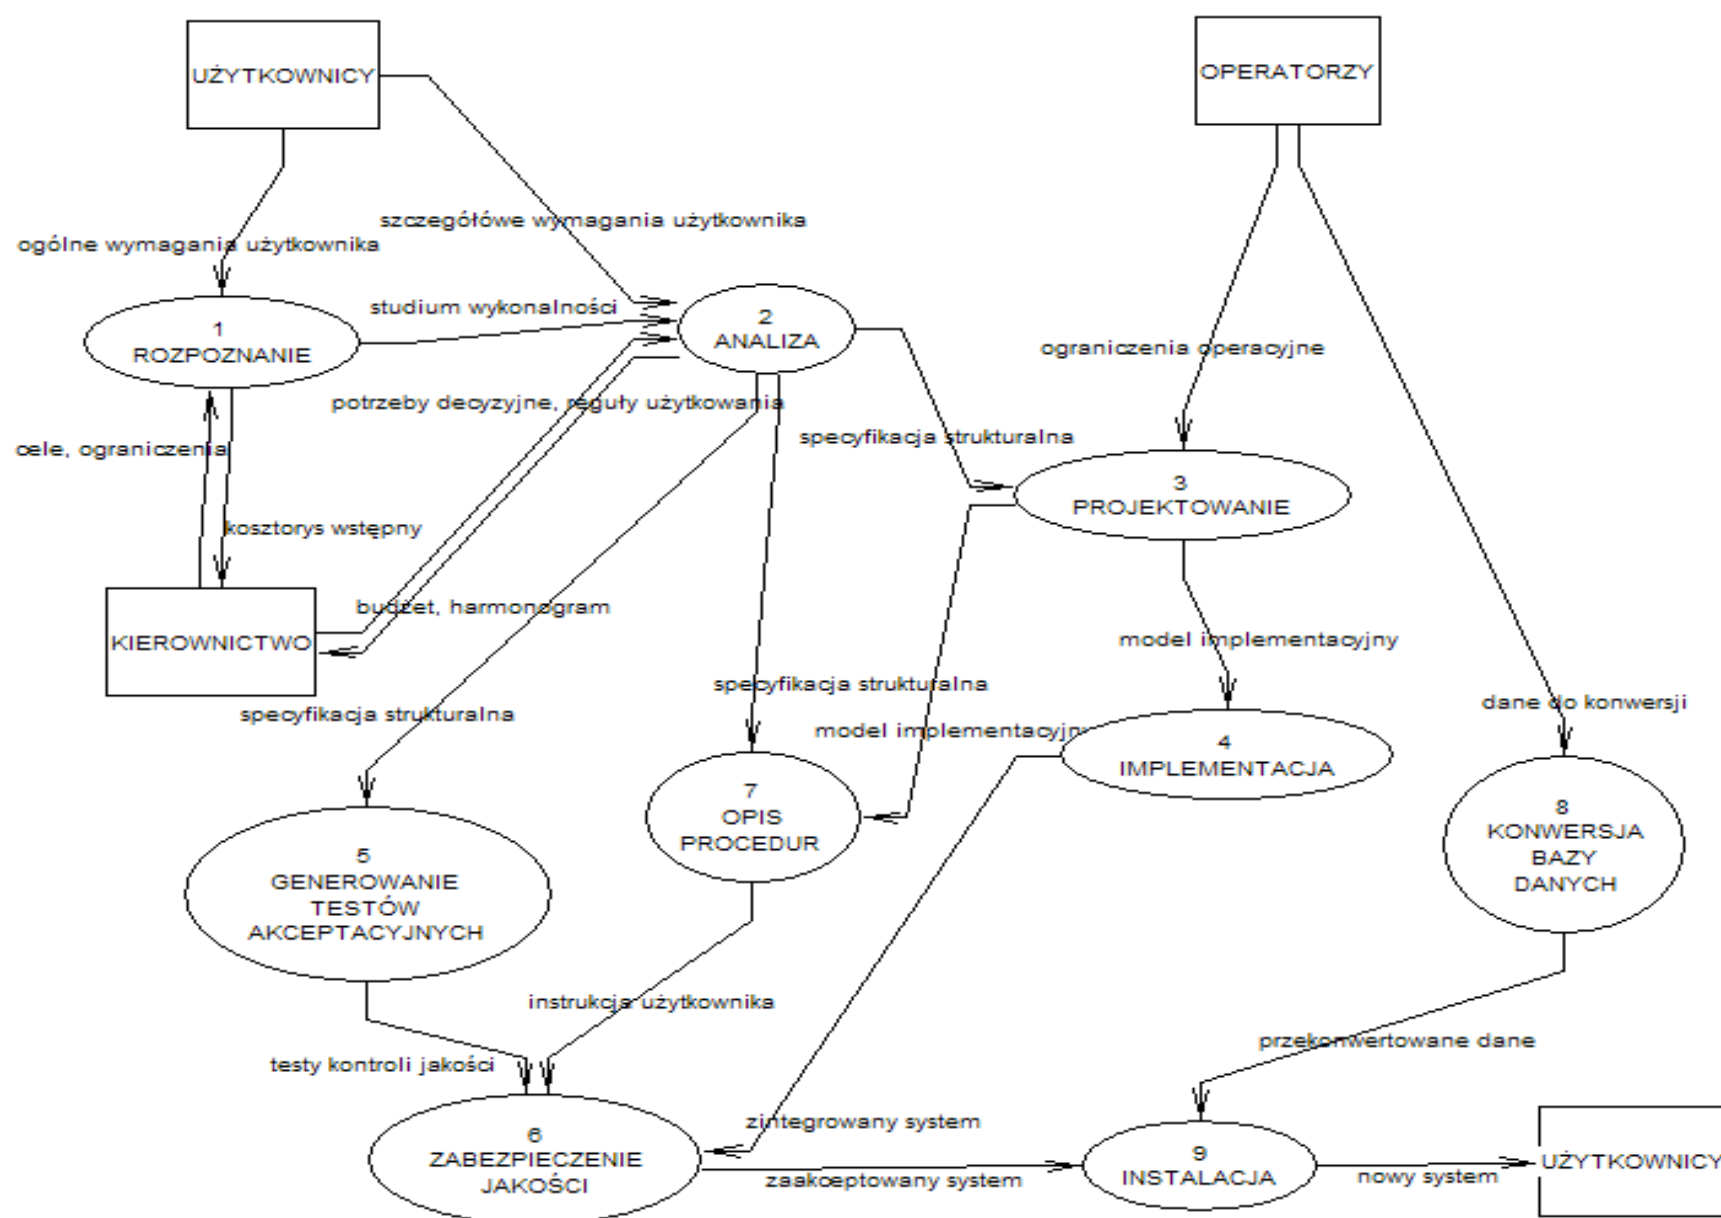 UŻYTKOWNICY
OPERATORZY
szczegółówe wymagania użytkownika
ogólne wymagania użytkownika
studium wykonalności
1
ROZPOZNANIE
2
ANALIZA
ograniczenia operacyjne
potrzeby decyzyjne, reguły użytkowania
cele, ograniczenia
specyfikacja strukturalna
3
PROJEKTOWANIE
kosztorys wstępny
budżet, harmonogram
KIEROWNICTWO
model implementacyjny
specyfikacja strukturalna
specyfikacja strukturalna
dane do konwersji
model implementacyjny
4
IMPLEMENTACJA
7
OPIS
PROCEDUR
8
KONWERSJA
BAZY
DANYCH
5
GENEROWANIE
TESTÓW
AKCEPTACYJNYCH
instrukcja użytkownika
przekonwertowane dane
testy kontroli jakości
zintegrowany system
6
ZABEZPIECZENIE
JAKOŚCI
zaakceptowany system
9
INSTALACJA
nowy system
UŻYTKOWNICY